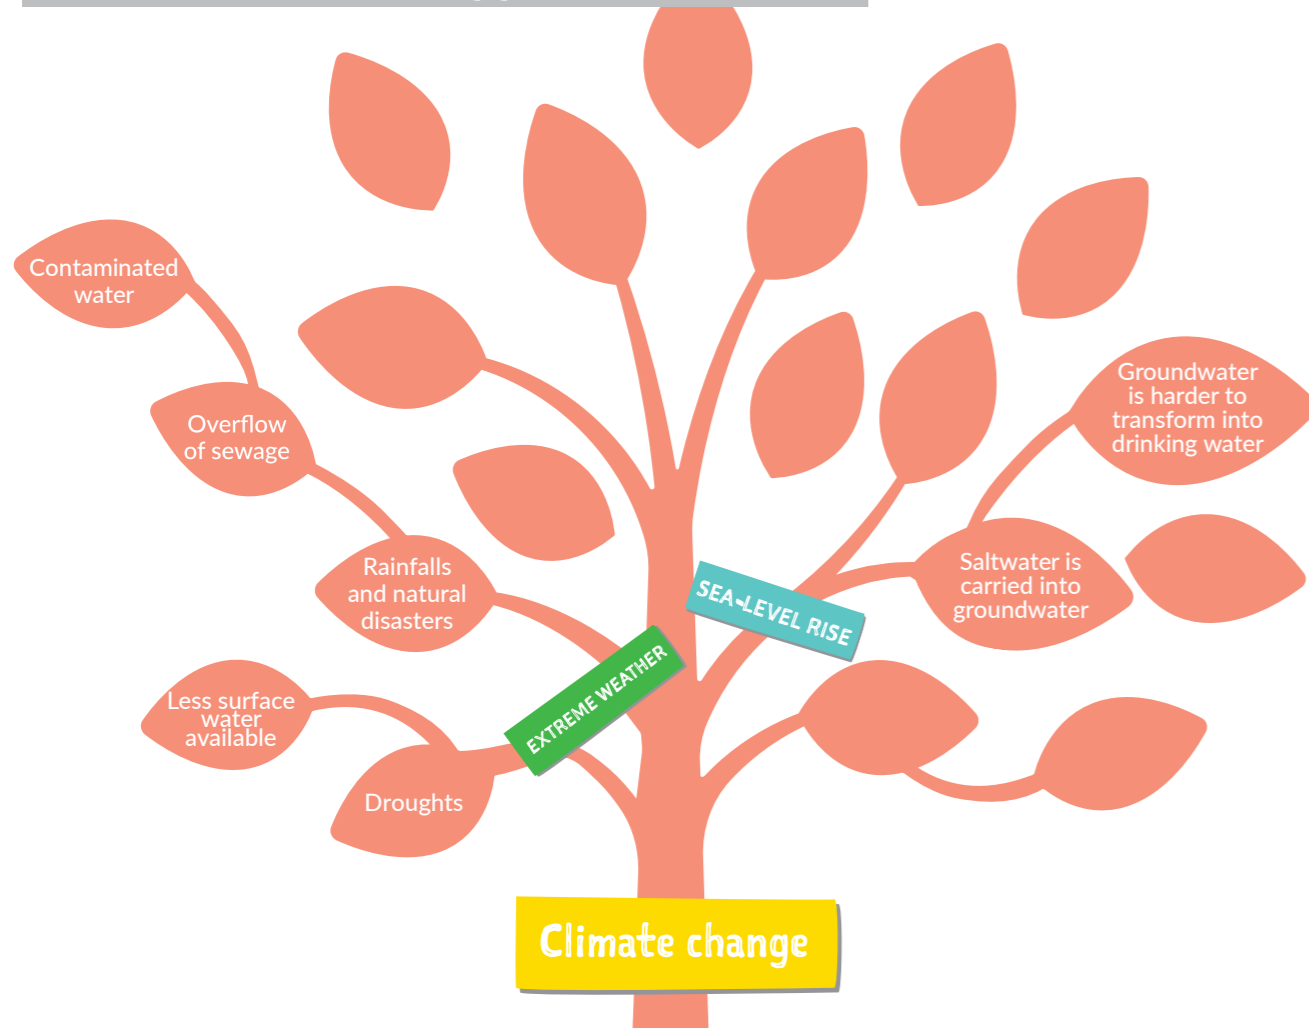 Contaminated
water
Overflow
of sewage
Rainfalls
and natural
disasters
Less surface
water
available
Droughts
EXTREME WEATHER
SEA-LEVEL RISE
Groundwater
is harder to
transform into
drinking water
Saltwater is
carried into
groundwater
Climate change